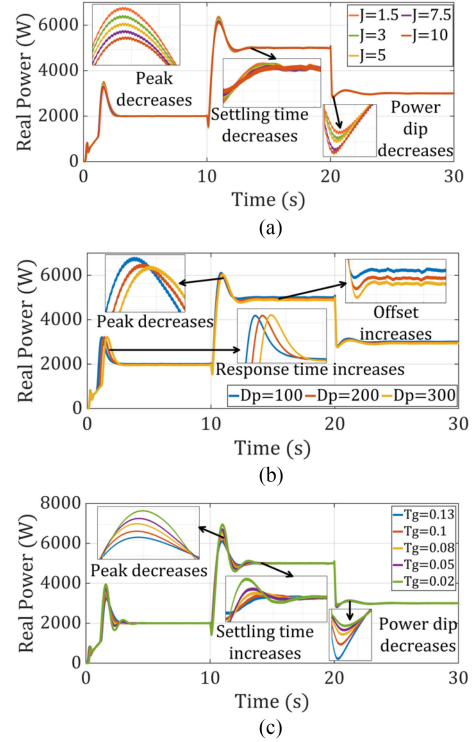 (a)
8000
6000
4000
2000
0
Real Power (W)
Peak
decreases
Settling time
decreases
Power
dip
decreases
J=1.5
J=7.5
J=3
J=10
J=5
0
10
20
30
Time (s)
(a)
6000
4000
2000
0
Real Power (W)
Peak decreases
Offset
increases
Response time increases
Dp=100
Dp=200
Dp=300
0
10
20
30
Time (s)
(b)
8000
6000
4000
2000
0
Real Power (W)
Peak decreases
Settling time
increases
Power dip
decreases
Tg=0.13
Tg=0.1
Tg=0.08
Tg=0.05
Tg=0.02
0
10
20
30
Time (s)
(c)